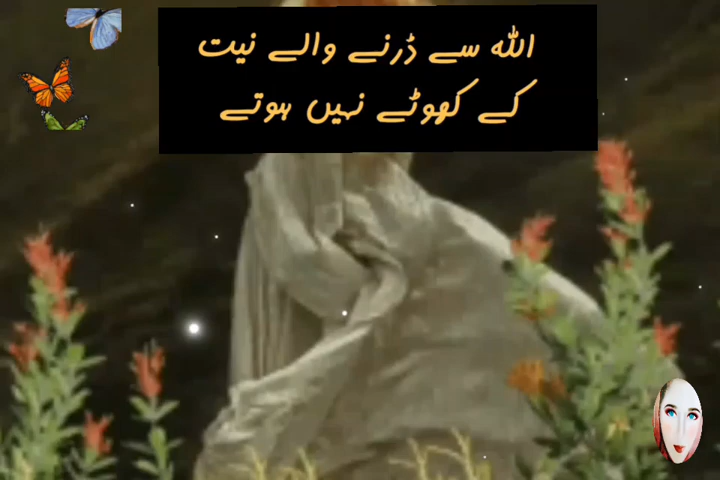 اللہ سے ڈرنے والے نیت
کے کھوٹے نہیں ہوتے